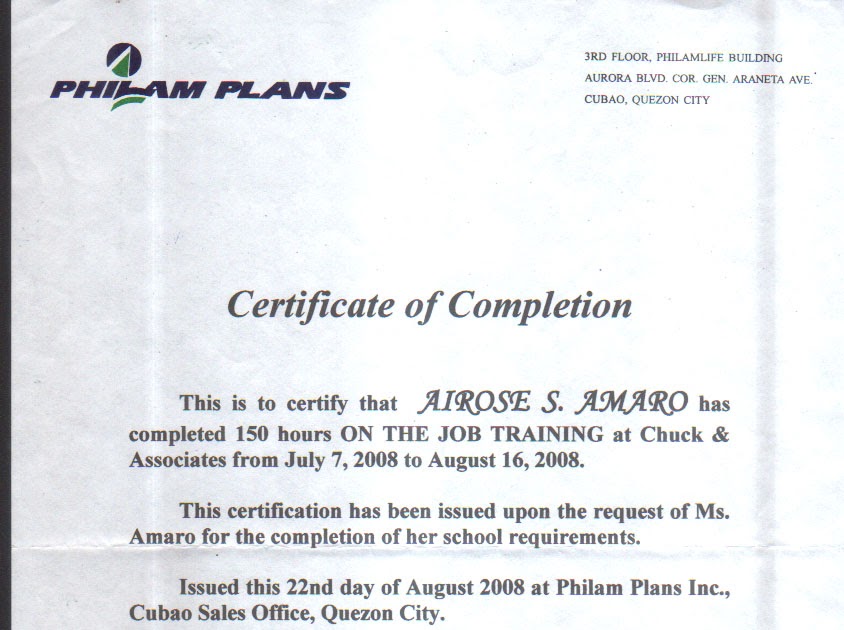 PHILAM PLANS
3RD FLOOR, PHILAMLIFE BUILDING
AURORA BLVD. COR. GEN. ARANETA AVE.
CUBAO, QUEZON CITY
Certificate of Completion
This is to certify that AIROSE S. AMARO has
completed 150 hours ON THE JOB TRAINING at Chuck &
Associates from July 7, 2008 to August 16, 2008.
This certification has been issued upon the request of Ms.
Amaro for the completion of her school requirements.
Issued this 22nd day of August 2008 at Philam Plans Inc.,
Cubao Sales Office, Quezon City.